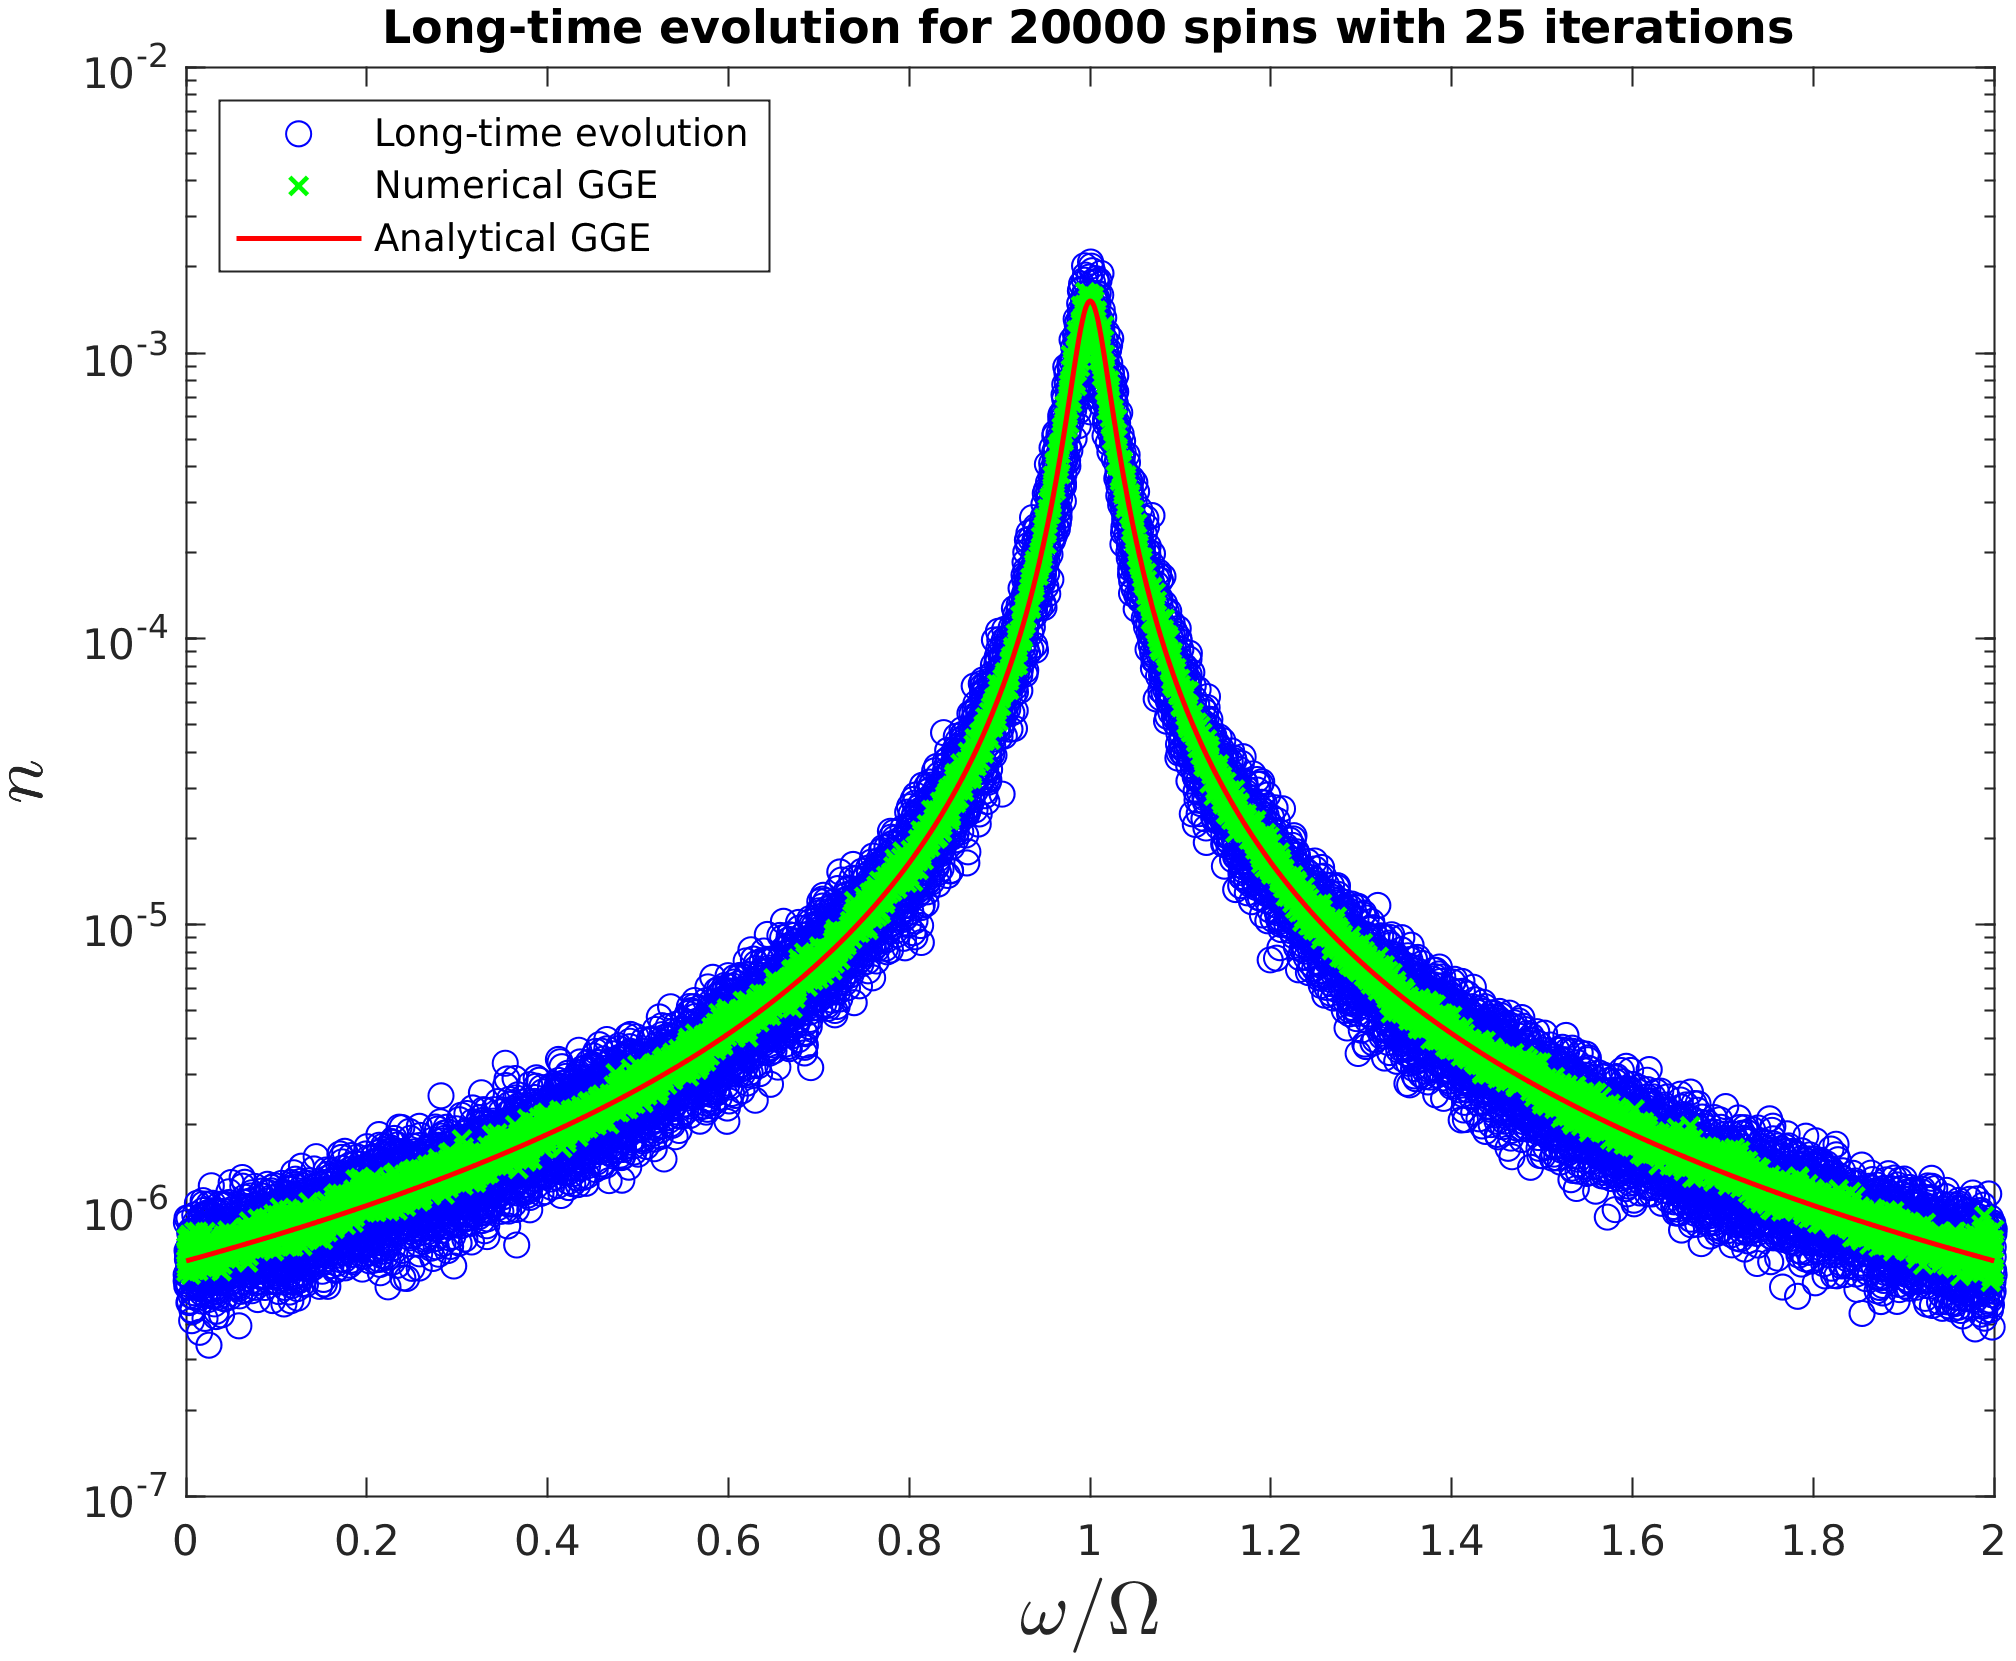 Long-time evolution for 20000 spins with 25 iterations
Long-time evolution
Numerical GGE
Analytical GGE
10^-2
10^-3
10^-4
10^-5
10^-6
10^-7
n
0 0.2 0.4 0.6 0.8 1 1.2 1.4 1.6 1.8 2
ω/Ω